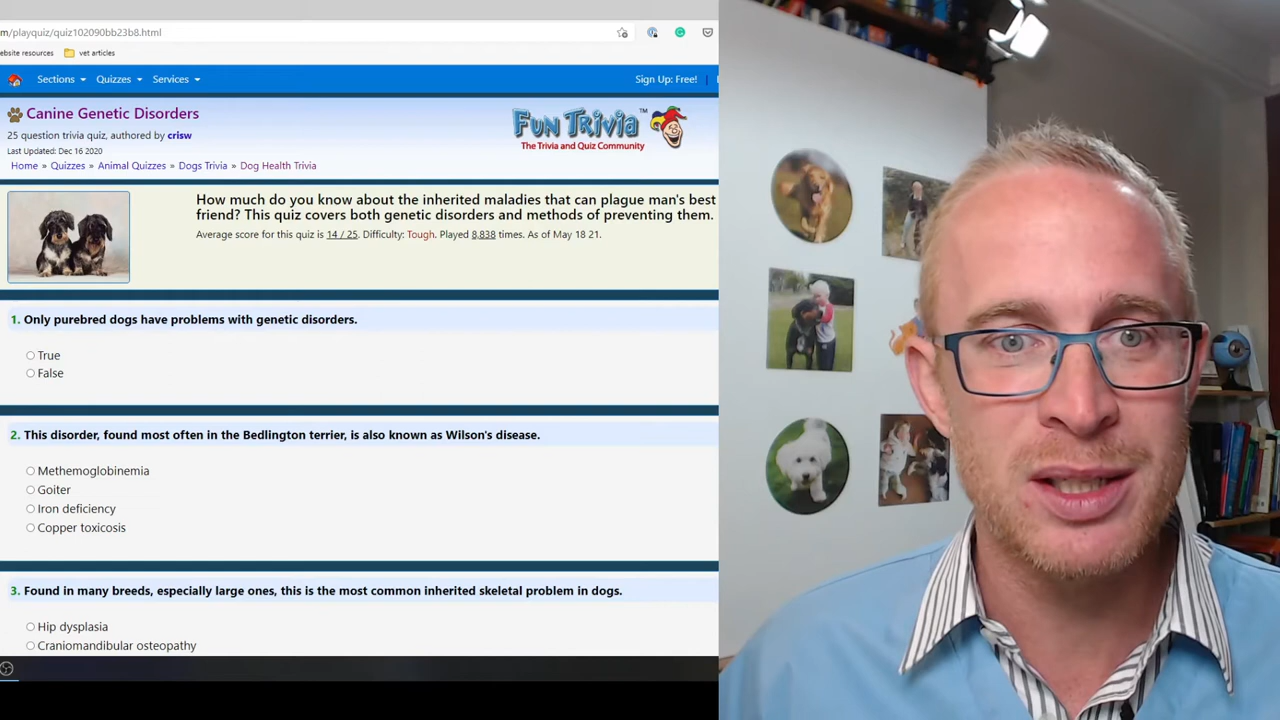 m/playquiz/quiz102090bb23b8.html
ebsite resources vet articles
Sections Quizzes Services Sign Up: Free!
Canine Genetic Disorders
25 question trivia quiz, authored by crisw
Last Updated: Dec 16 2020
Home » Quizzes » Animal Quizzes » Dogs Trivia » Dog Health Trivia
FUN TRIVIA™
The Trivia and Quiz Community
How much do you know about the inherited maladies that can plague man's best
friend? This quiz covers both genetic disorders and methods of preventing them.
Average score for this quiz is 14 / 25. Difficulty: Tough. Played 8,838 times. As of May 18 21.
1. Only purebred dogs have problems with genetic disorders.
True
False
2. This disorder, found most often in the Bedlington terrier, is also known as Wilson's disease.
Methemoglobinemia
Goiter
Iron deficiency
Copper toxicosis
3. Found in many breeds, especially large ones, this is the most common inherited skeletal problem in dogs.
Hip dysplasia
Craniomandibular osteopathy